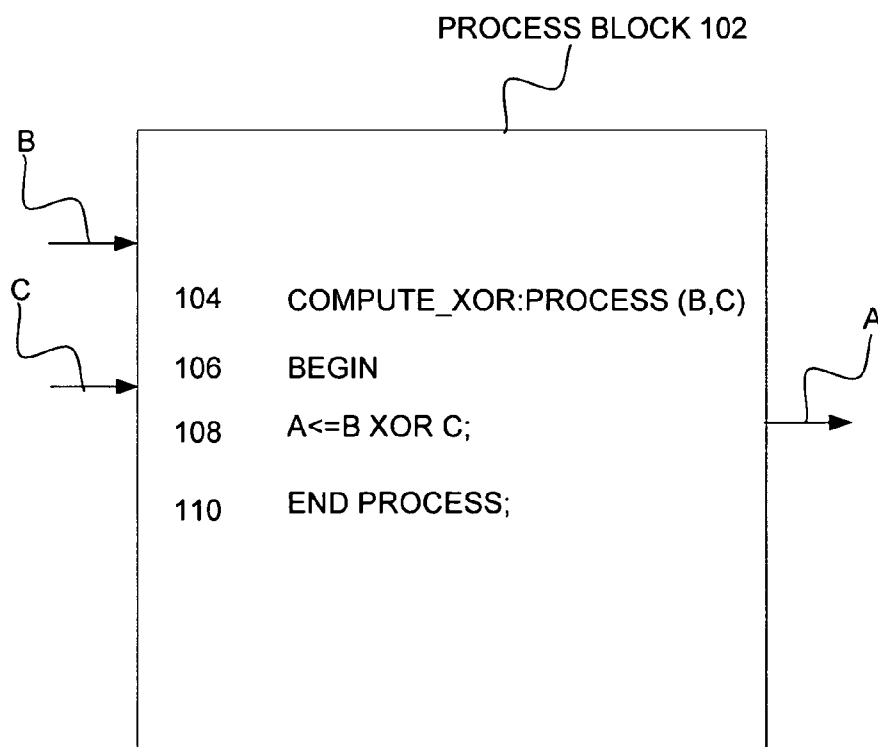 PROCESS BLOCK 102
B
C
104 COMPUTE_XOR:PROCESS (B,C)
A
106 BEGIN
108 A<=B XOR C;
110 END PROCESS;